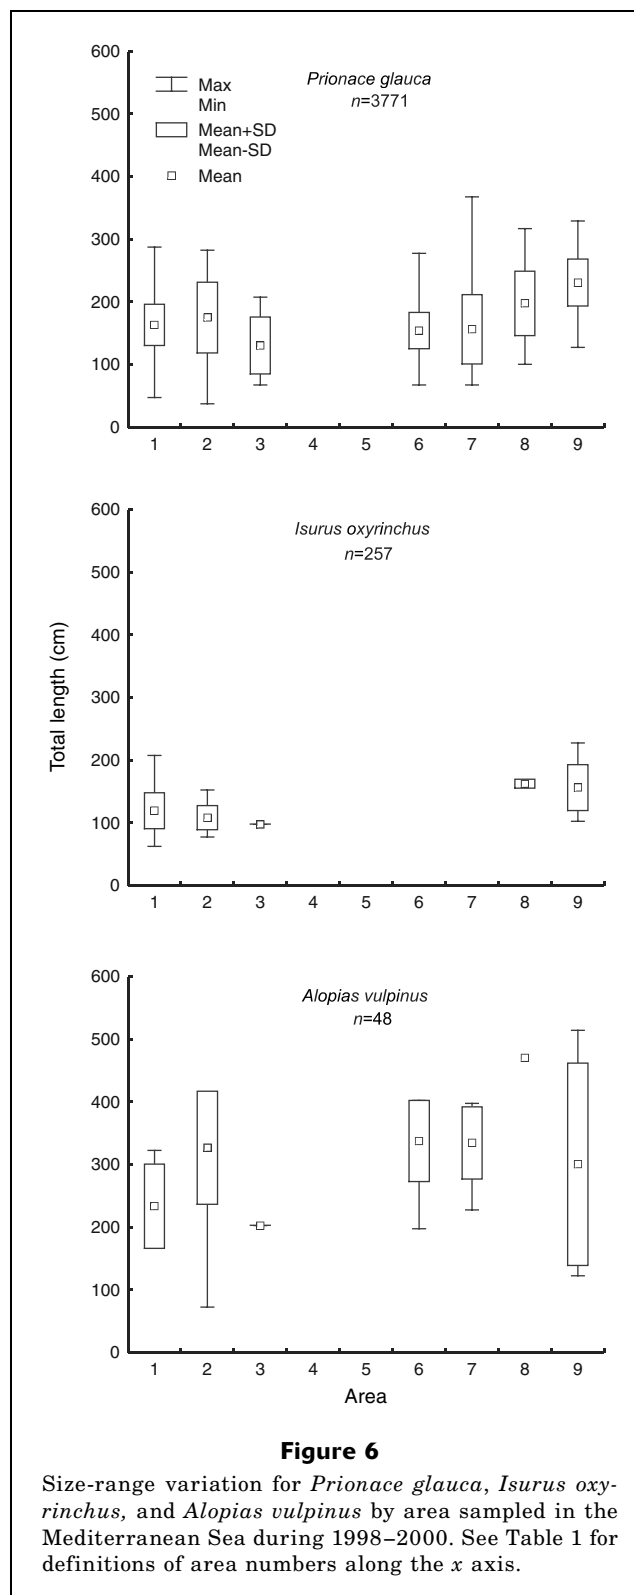 600
500
400
300
200
100
0
Max
Min
Mean+SD
Mean-SD
Mean
Prionace glauca
n=3771
1 2 3 4 5 6 7 8 9
Total length (cm)
600
500
400
300
200
100
0
Isurus oxyrinchus
n=257
1 2 3 4 5 6 7 8 9
600
500
400
300
200
100
0
Alopias vulpinus
n=48
1 2 3 4 5 6 7 8 9
Area
Figure 6
Size-range variation for Prionace glauca, Isurus oxy-
rinchus, and Alopias vulpinus by area sampled in the
Mediterranean Sea during 1998–2000. See Table 1 for
definitions of area numbers along the x axis.